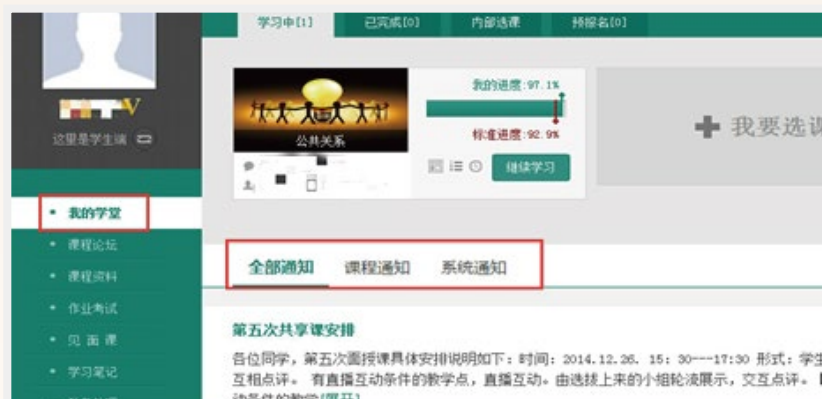 学习中[1] 已完成[0] 内部选课 预报名[0]
我的进度:97.1%
公共关系
标准进度:92.9%
继续学习
我要选
V
这里是学生端
我的学堂
课程论坛
课程资料
作业考试
见面课
学习笔记
全部通知 课程通知 系统通知
第五次共享课安排
各位同学，第五次面授课具体安排说明如下：时间：2014.12.26. 15：30---17:30 形式：学生
互相点评。 有直播互动条件的教学点，直播互动。由选拔上来的小组轮流展示，交互点评。
动条件的教学[展开]